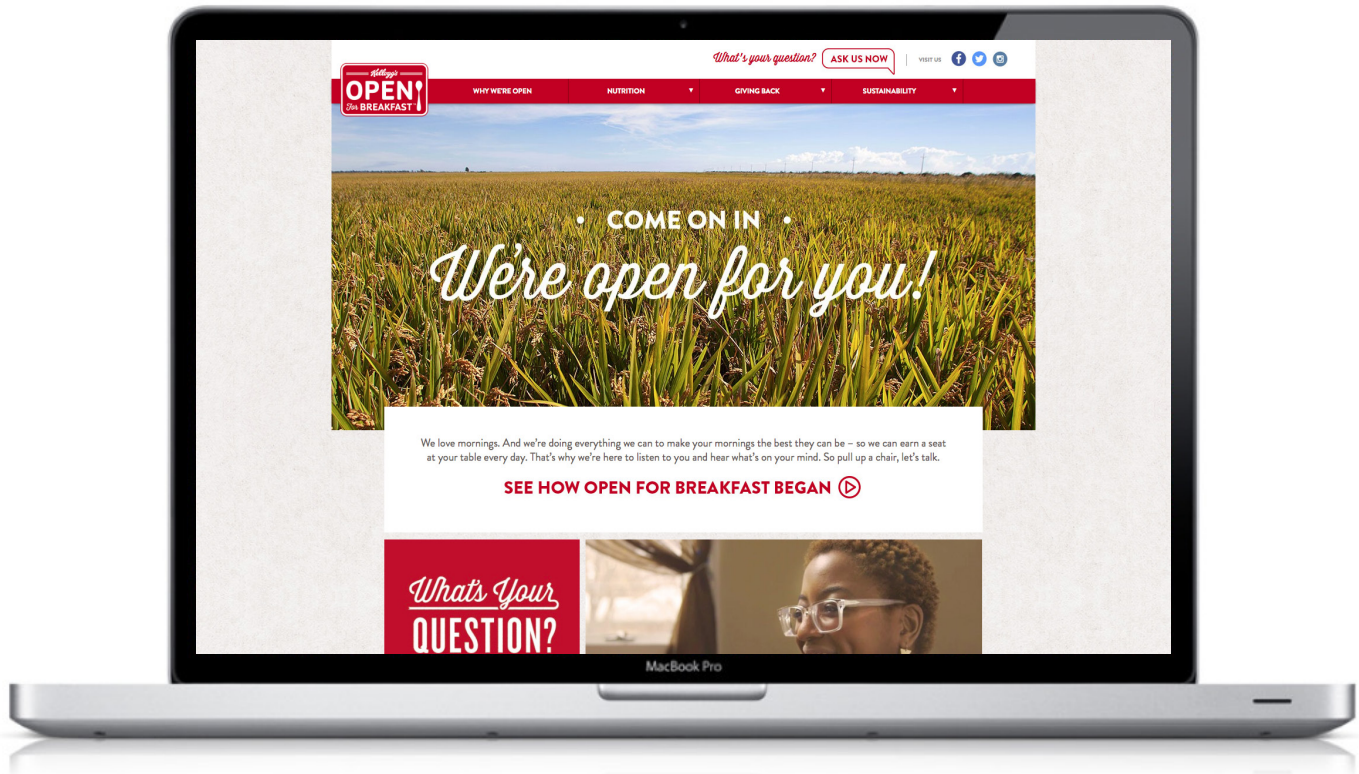 What's your question?
ASK US NOW
VISIT US
Kellogg's
OPEN
For BREAKFAST
WHY WE'RE OPEN
NUTRITION
GIVING BACK
SUSTAINABILITY
• COME ON IN •
We're open for you!
We love mornings. And we're doing everything we can to make your mornings the best they can be – so we can earn a seat
at your table every day. That's why we're here to listen to you and hear what's on your mind. So pull up a chair, let's talk.
SEE HOW OPEN FOR BREAKFAST BEGAN
What's Your
QUESTION?
MacBook Pro